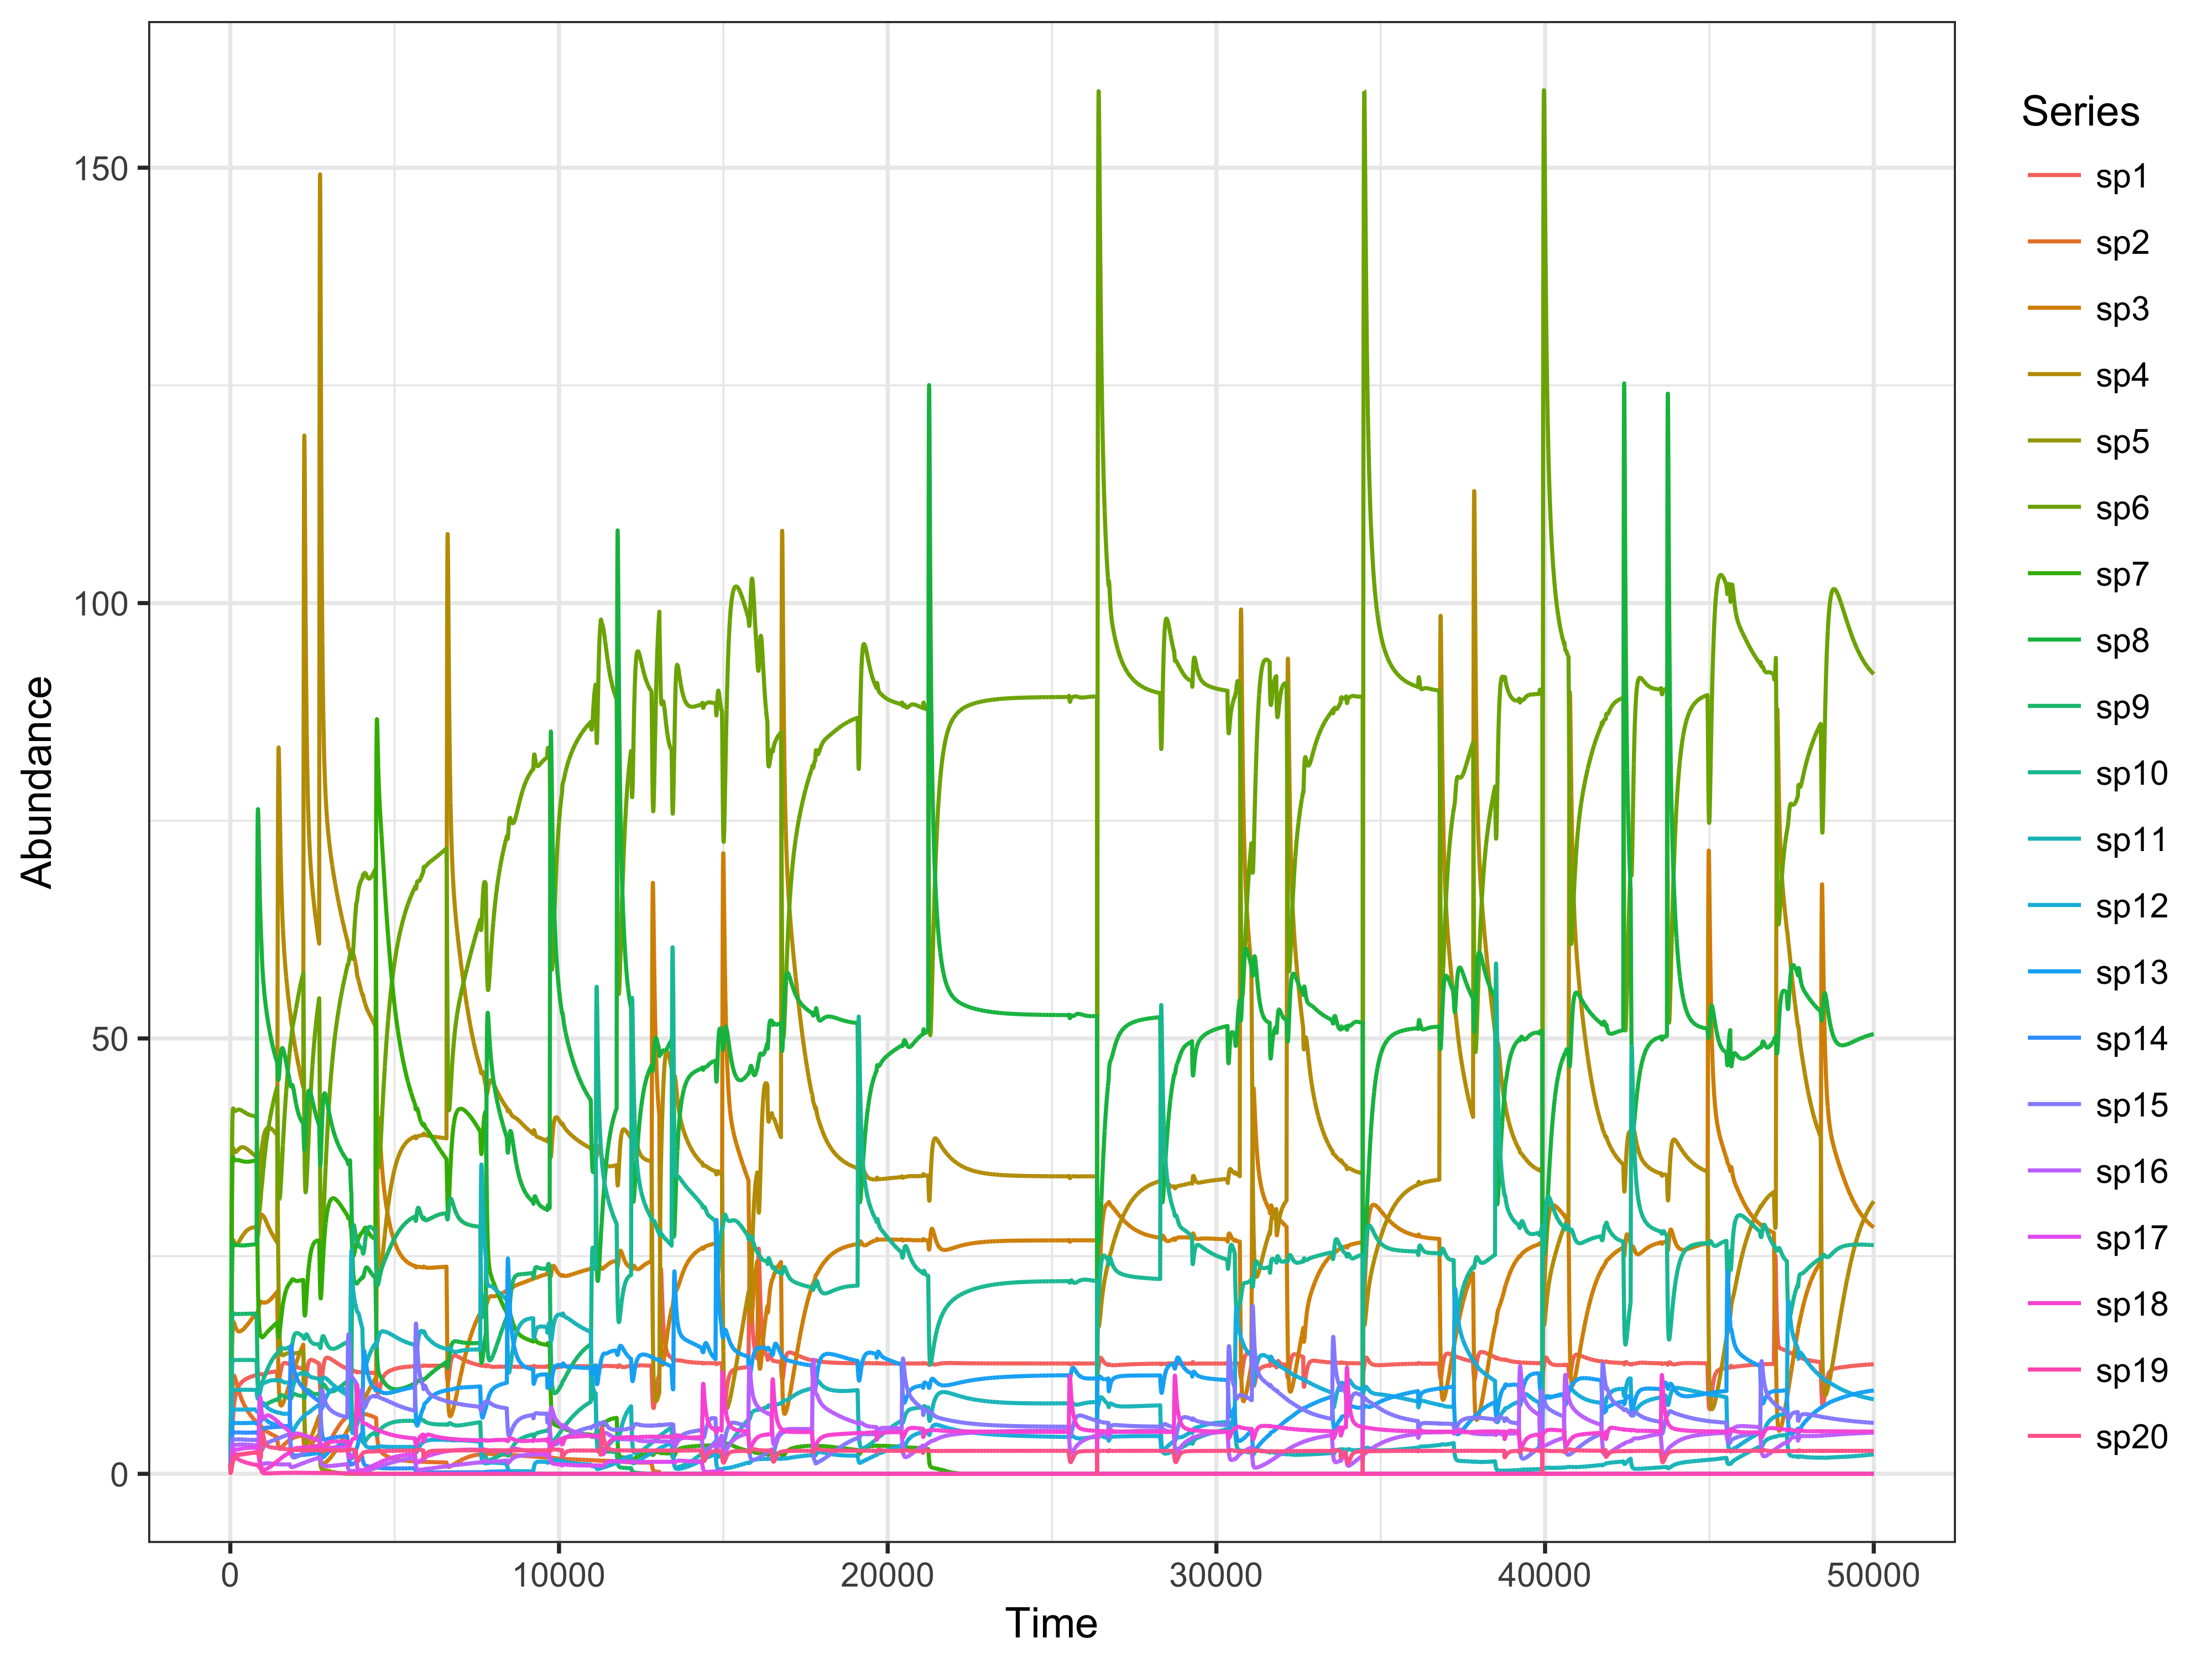 150
100
50
0
Abundance
0 10000 20000 30000 40000 50000
Time
Series
sp1
sp2
sp3
sp4
sp5
sp6
sp7
sp8
sp9
sp10
sp11
sp12
sp13
sp14
sp15
sp16
sp17
sp18
sp19
sp20